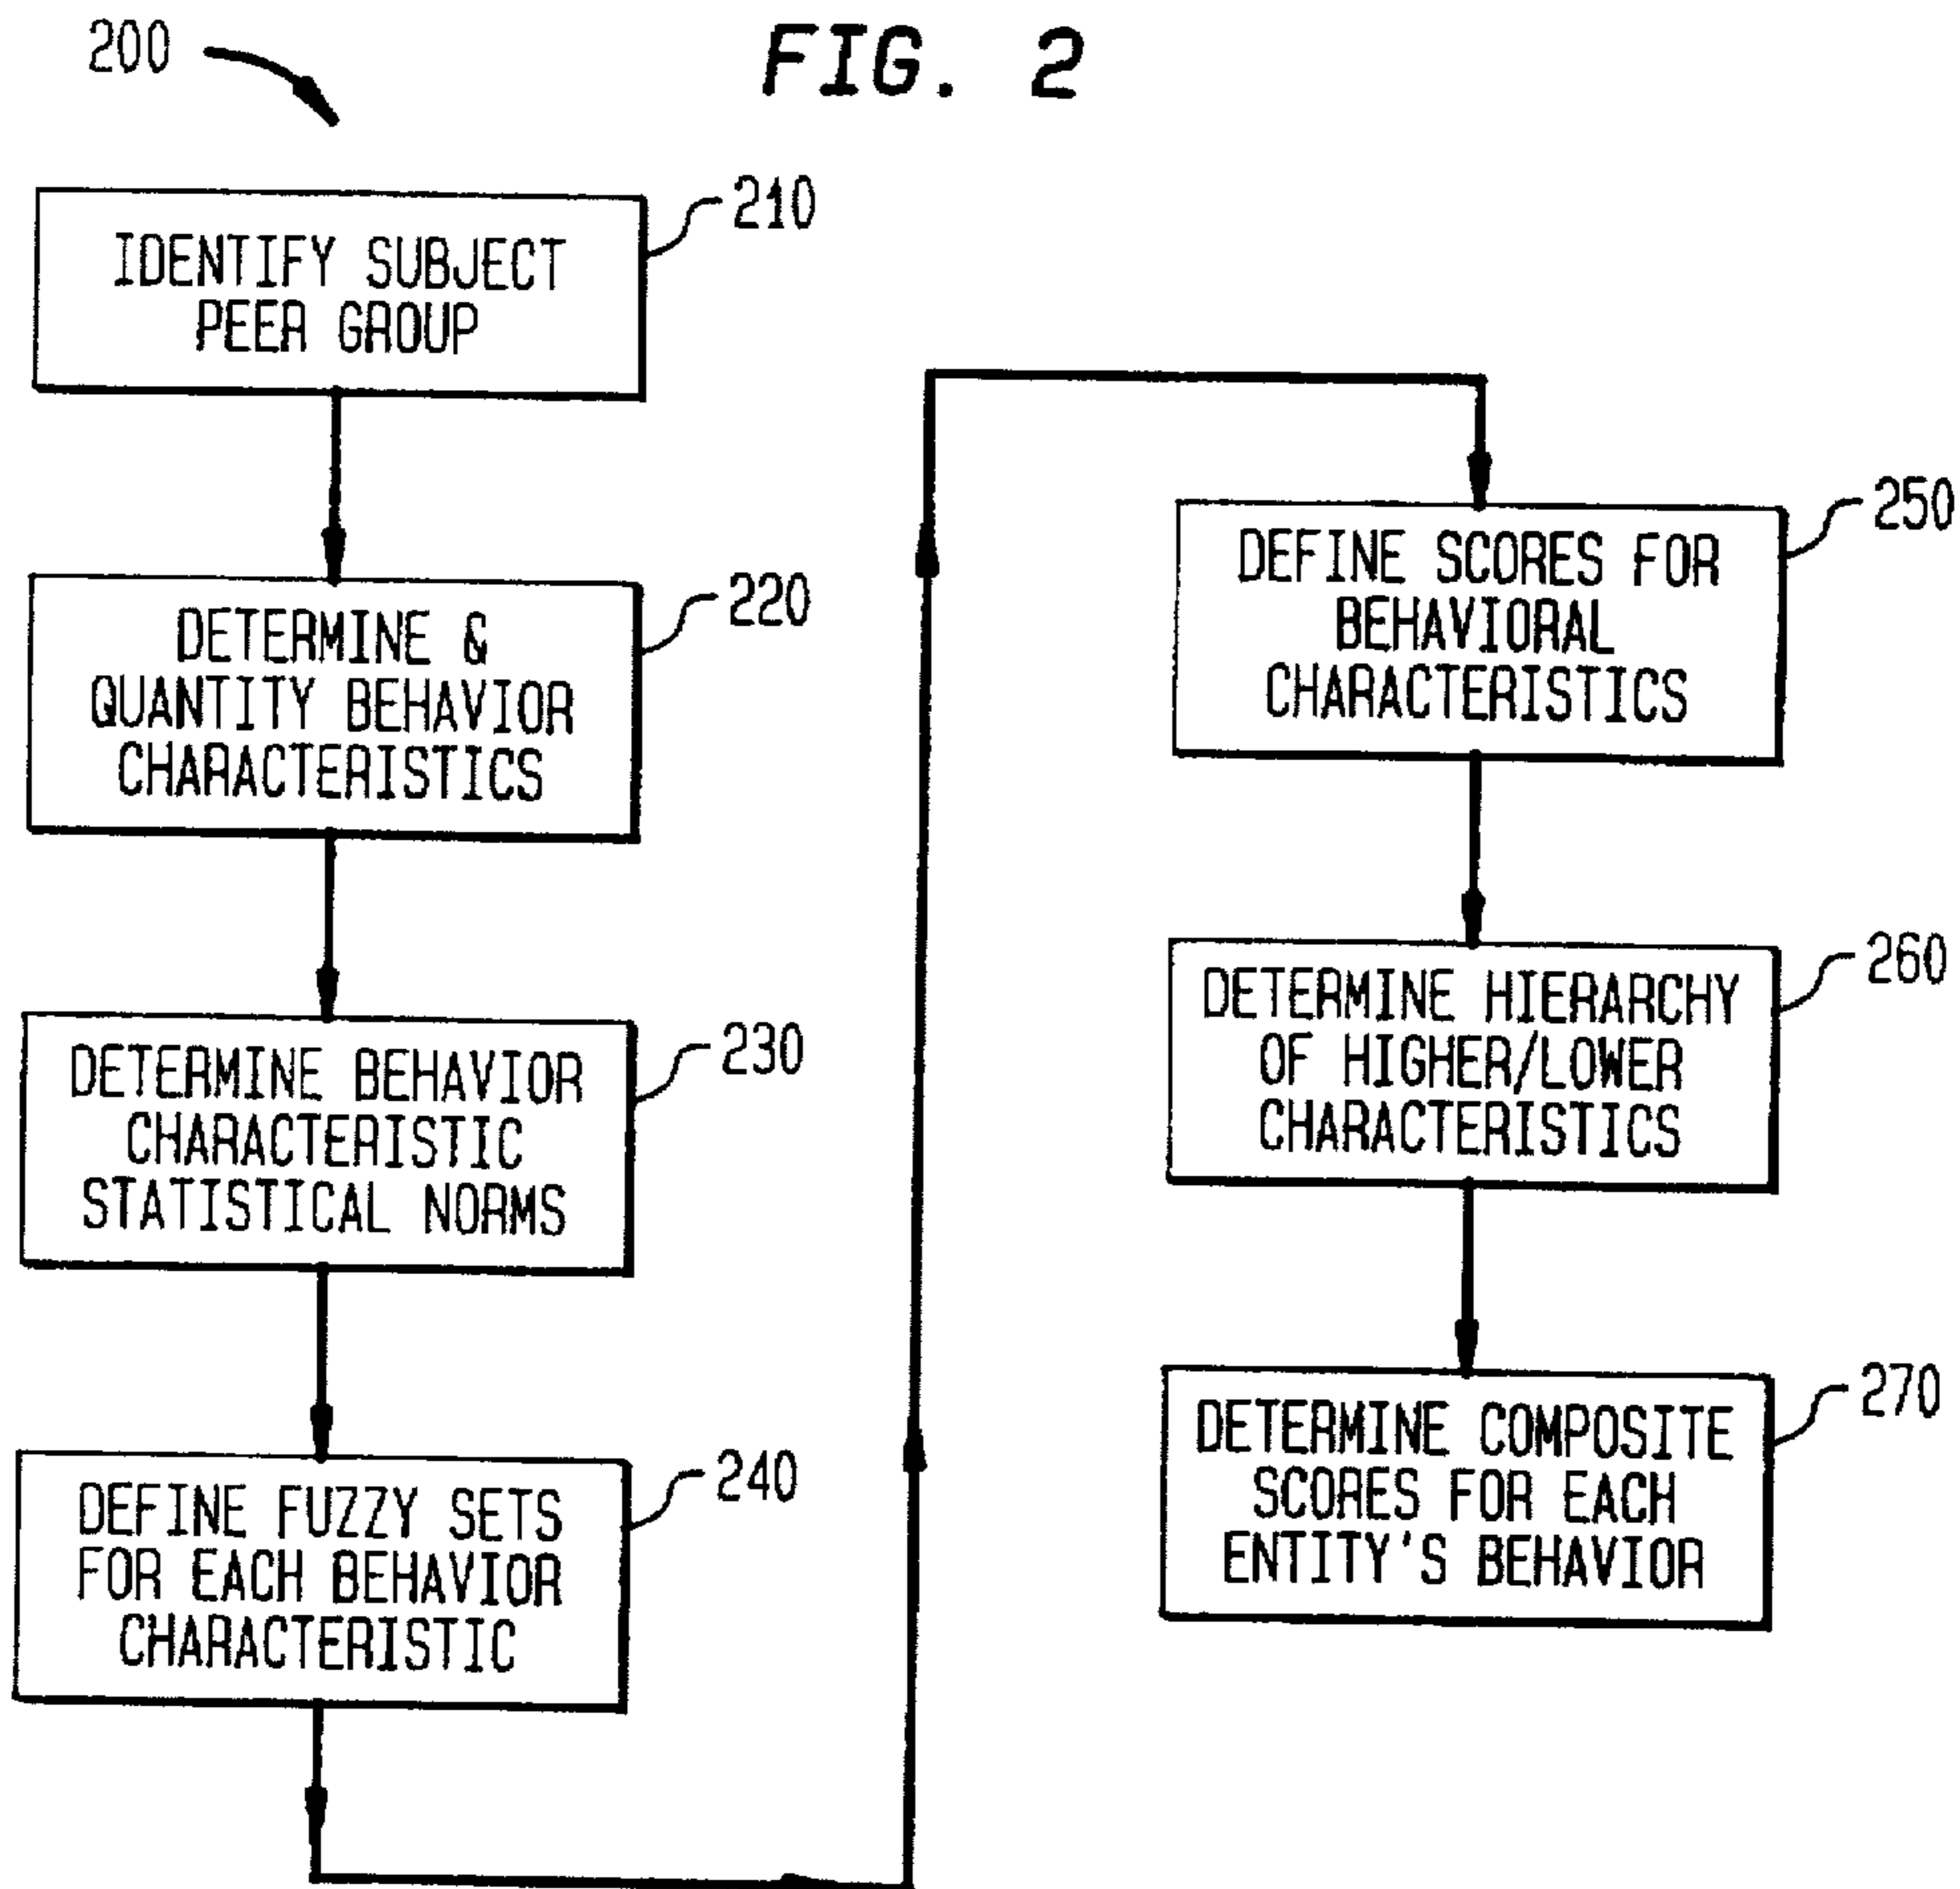 200
FIG. 2
210
IDENTIFY SUBJECT
PEER GROUP
220
DETERMINE &
QUANTITY BEHAVIOR
CHARACTERISTICS
230
DETERMINE BEHAVIOR
CHARACTERISTIC
STATISTICAL NORMS
240
DEFINE FUZZY SETS
FOR EACH BEHAVIOR
CHARACTERISTIC
250
DEFINE SCORES FOR
BEHAVIORAL
CHARACTERISTICS
260
DETERMINE HIERARCHY
OF HIGHER/LOWER
CHARACTERISTICS
270
DETERMINE COMPOSITE
SCORES FOR EACH
ENTITY'S BEHAVIOR